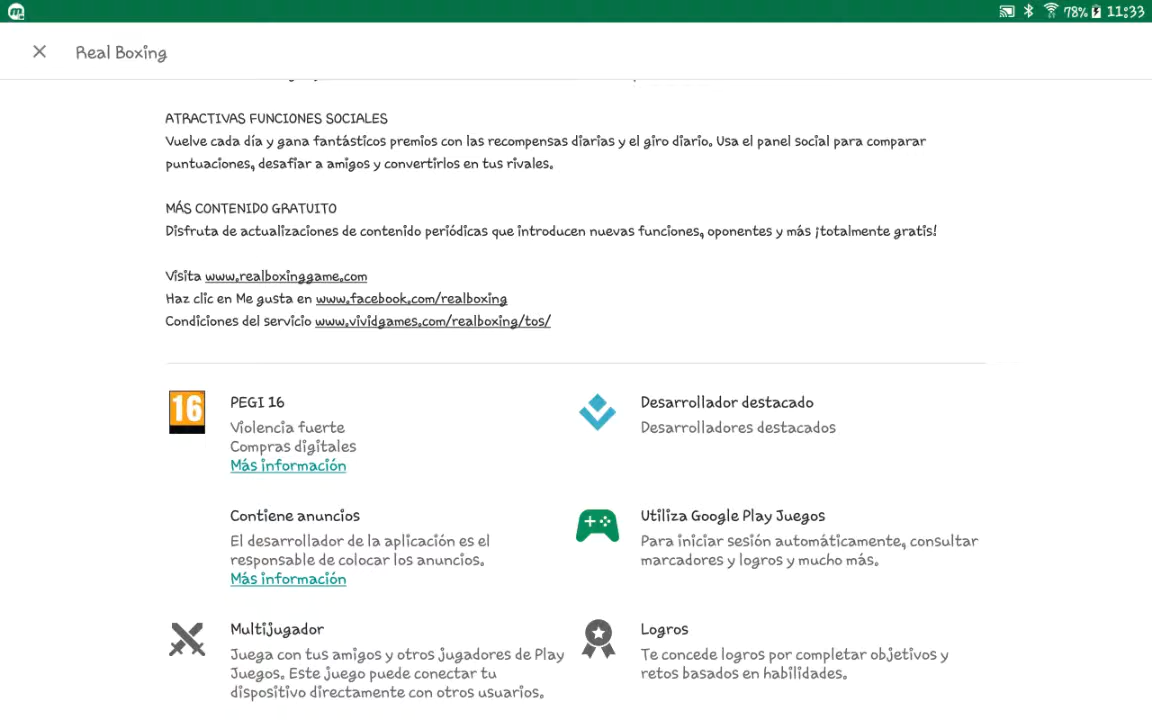 78% 11:33
Real Boxing
ATRACTIVAS FUNCIONES SOCIALES
Vuelve cada día y gana fantásticos premios con las recompensas diarias y el giro diario. Usa el panel social para comparar
puntuaciones, desafiar a amigos y convertirlos en tus rivales.
MÁS CONTENIDO GRATUITO
Disfruta de actualizaciones de contenido periódicas que introducen nuevas funciones, oponentes y más ¡totalmente gratis!
Visita www.realboxinggame.com
Haz clic en Me gusta en www.facebook.com/realboxing
Condiciones del servicio www.vividgames.com/realboxing/tos/
16
PEGI 16
Violencia fuerte
Compras digitales
Más información
Desarrollador destacado
Desarrolladores destacados
Contiene anuncios
El desarrollador de la aplicación es el
responsable de colocar los anuncios.
Más información
Utiliza Google Play Juegos
Para iniciar sesión automáticamente, consultar
marcadores y logros y mucho más.
Multijugador
Juega con tus amigos y otros jugadores de Play
Juegos. Este juego puede conectar tu
dispositivo directamente con otros usuarios.
Logros
Te concede logros por completar objetivos y
retos basados en habilidades.